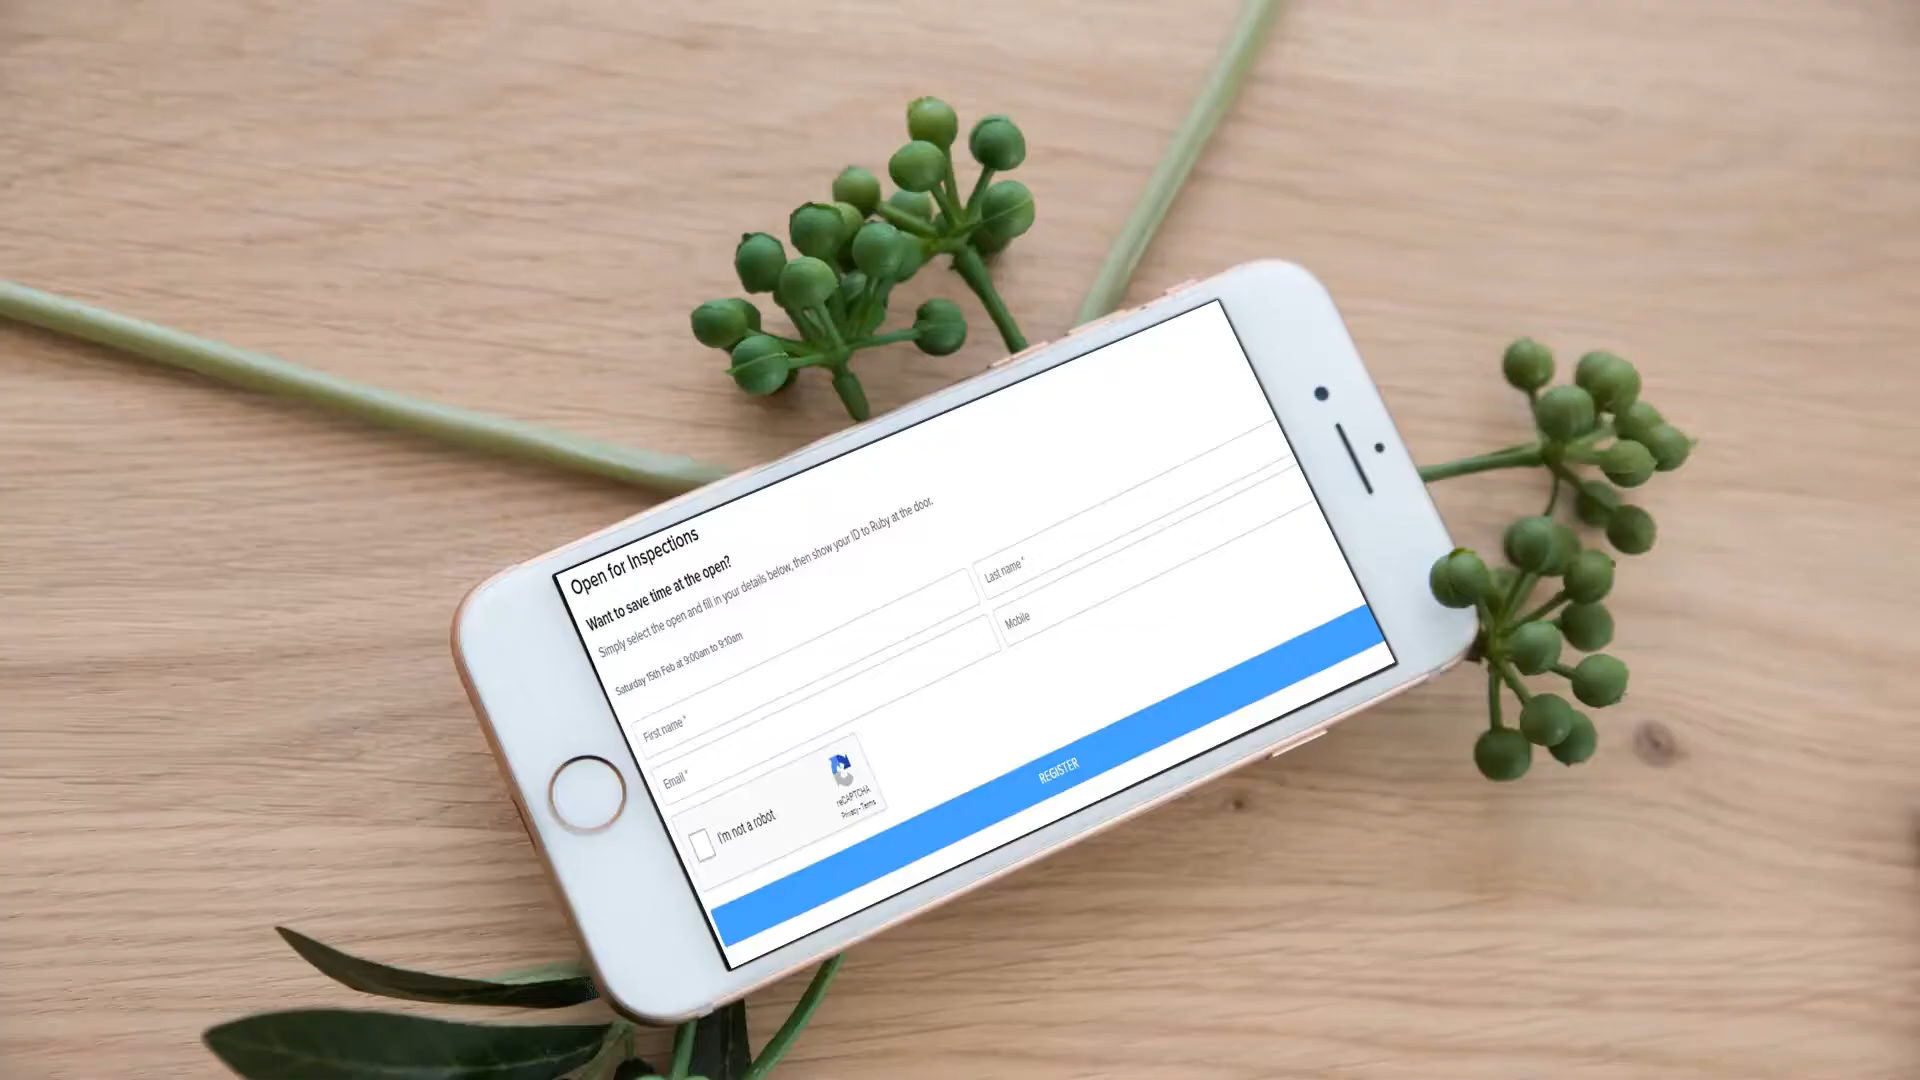 Open for Inspections
Want to save time at the open?
Simply select the open and fill in your details below, then show your ID to Ruby at the door.
Saturday 15th Feb at 9:00am to 9:10am
First name *
Last name *
Email *
Mobile
I'm not a robot
reCAPTCHA
Privacy - Terms
REGISTER